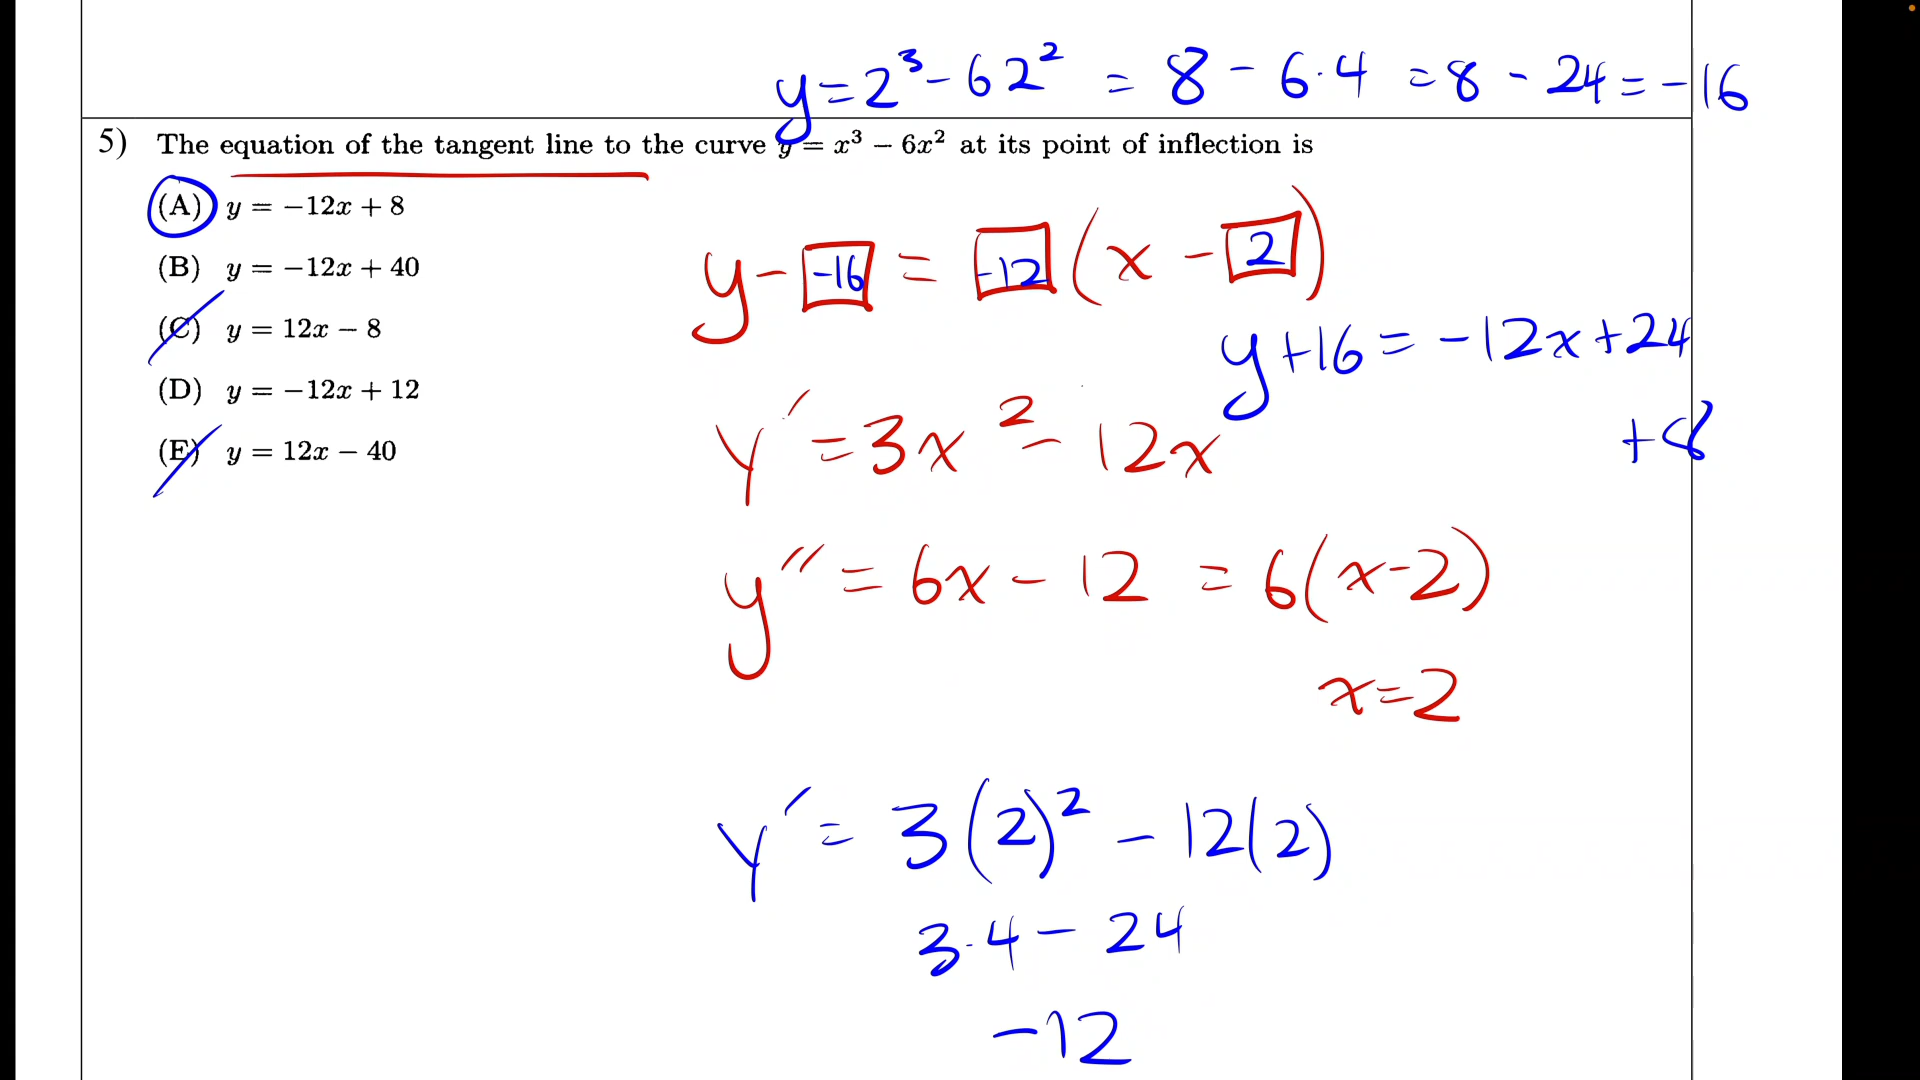 y = 2³ - 6 2² = 8 - 6·4 = 8 - 24 = -16
5) The equation of the tangent line to the curve y = x³ − 6x² at its point of inflection is
(A) y = −12x + 8
(B) y = −12x + 40
(C) y = 12x − 8
(D) y = −12x + 12
(E) y = 12x − 40
y - -16 = -12 (x - 2)
y + 16 = -12x + 24
+8
y' = 3x² - 12x
y'' = 6x - 12 = 6(x-2)
x = 2
y' = 3(2)² - 12(2)
3·4 - 24
-12